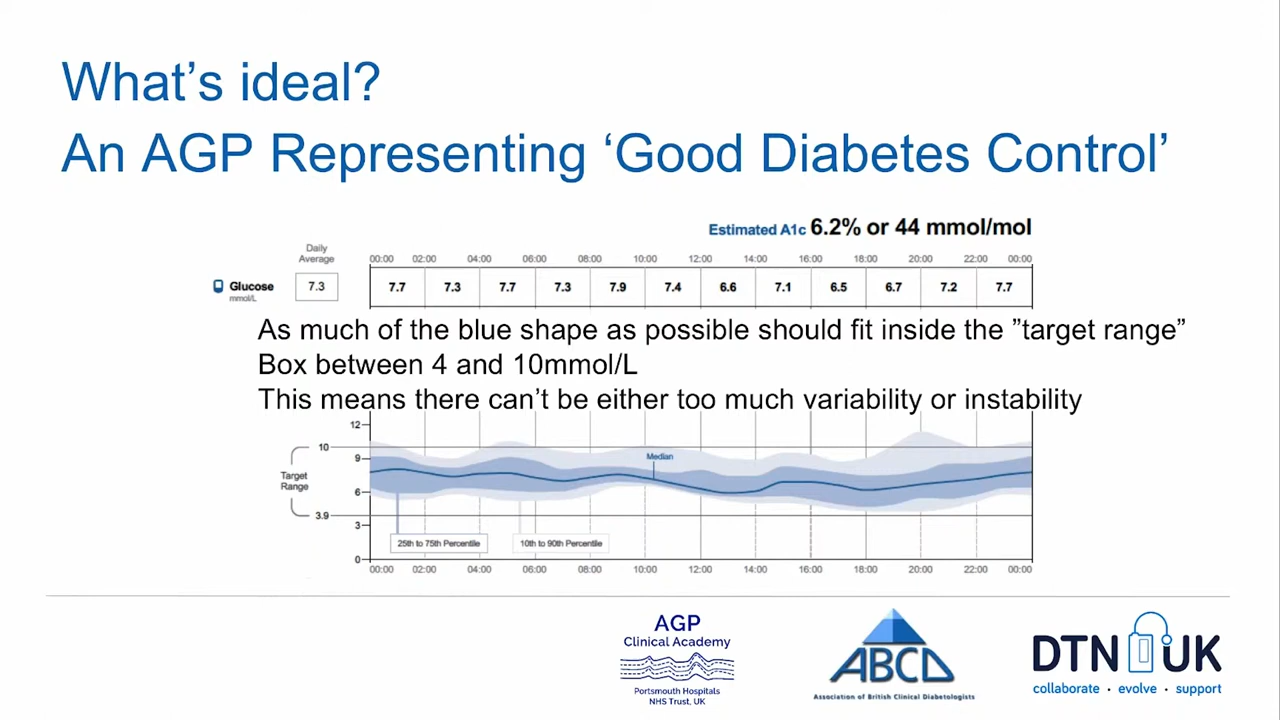 What's ideal?
An AGP Representing ‘Good Diabetes Control’
Estimated A1c 6.2% or 44 mmol/mol
Daily
Average
00:00 02:00 04:00 06:00 08:00 10:00 12:00 14:00 16:00 18:00 20:00 22:00 00:00
Glucose
mmol/L
7.3
7.7 7.3 7.7 7.3 7.9 7.4 6.6 7.1 6.5 6.7 7.2 7.7
As much of the blue shape as possible should fit inside the ”target range”
Box between 4 and 10mmol/L
This means there can’t be either too much variability or instability
12
10
9
Median
Target
Range
6
3.9
3
25th to 75th Percentile
10th to 90th Percentile
0
00:00 02:00 04:00 06:00 08:00 10:00 12:00 14:00 16:00 18:00 20:00 22:00 00:00
AGP
Clinical Academy
Portsmouth Hospitals
NHS Trust, UK
ABCD
Association of British Clinical Diabetologists
DTN UK
collaborate · evolve · support